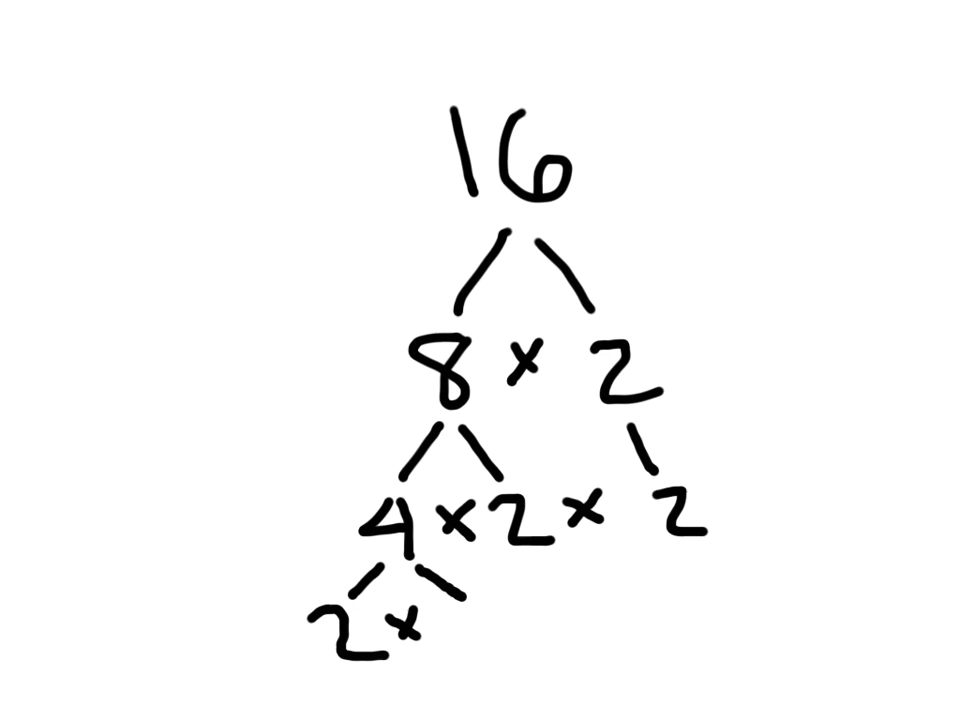 16
8 × 2
4 × 2 × 2
2 ×